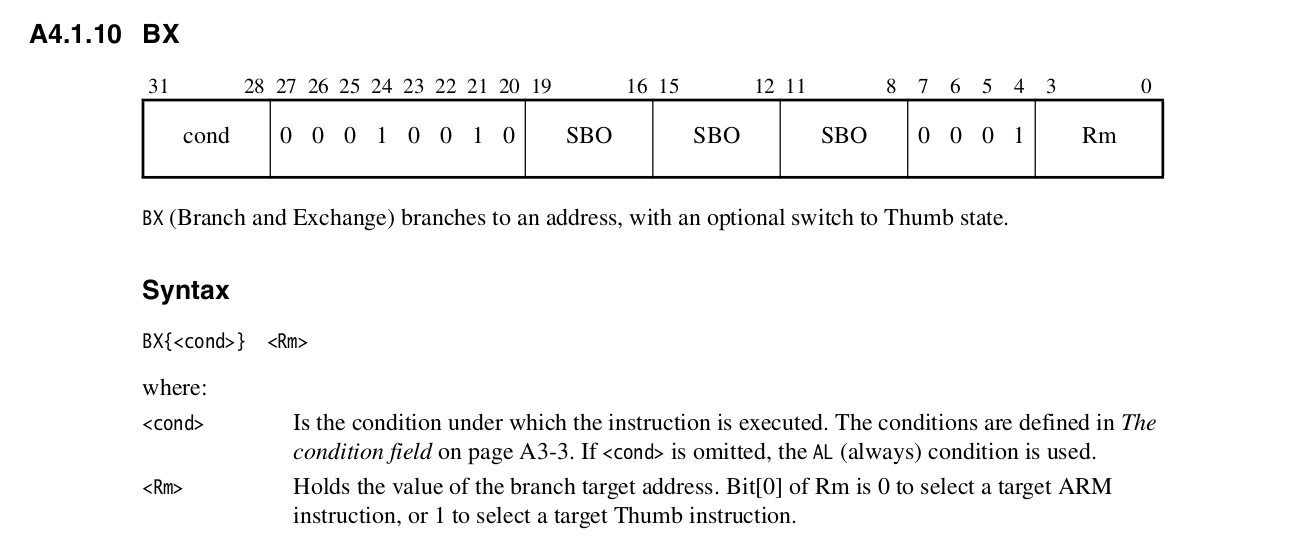 A4.1.10 BX
31 28 27 26 25 24 23 22 21 20 19 16 15 12 11 8 7 6 5 4 3 0
cond 0 0 0 1 0 0 1 0 SBO SBO SBO 0 0 0 1 Rm
BX (Branch and Exchange) branches to an address, with an optional switch to Thumb state.
Syntax
BX{<cond>} <Rm>
where:
<cond> Is the condition under which the instruction is executed. The conditions are defined in The
condition field on page A3-3. If <cond> is omitted, the AL (always) condition is used.
<Rm> Holds the value of the branch target address. Bit[0] of Rm is 0 to select a target ARM
instruction, or 1 to select a target Thumb instruction.